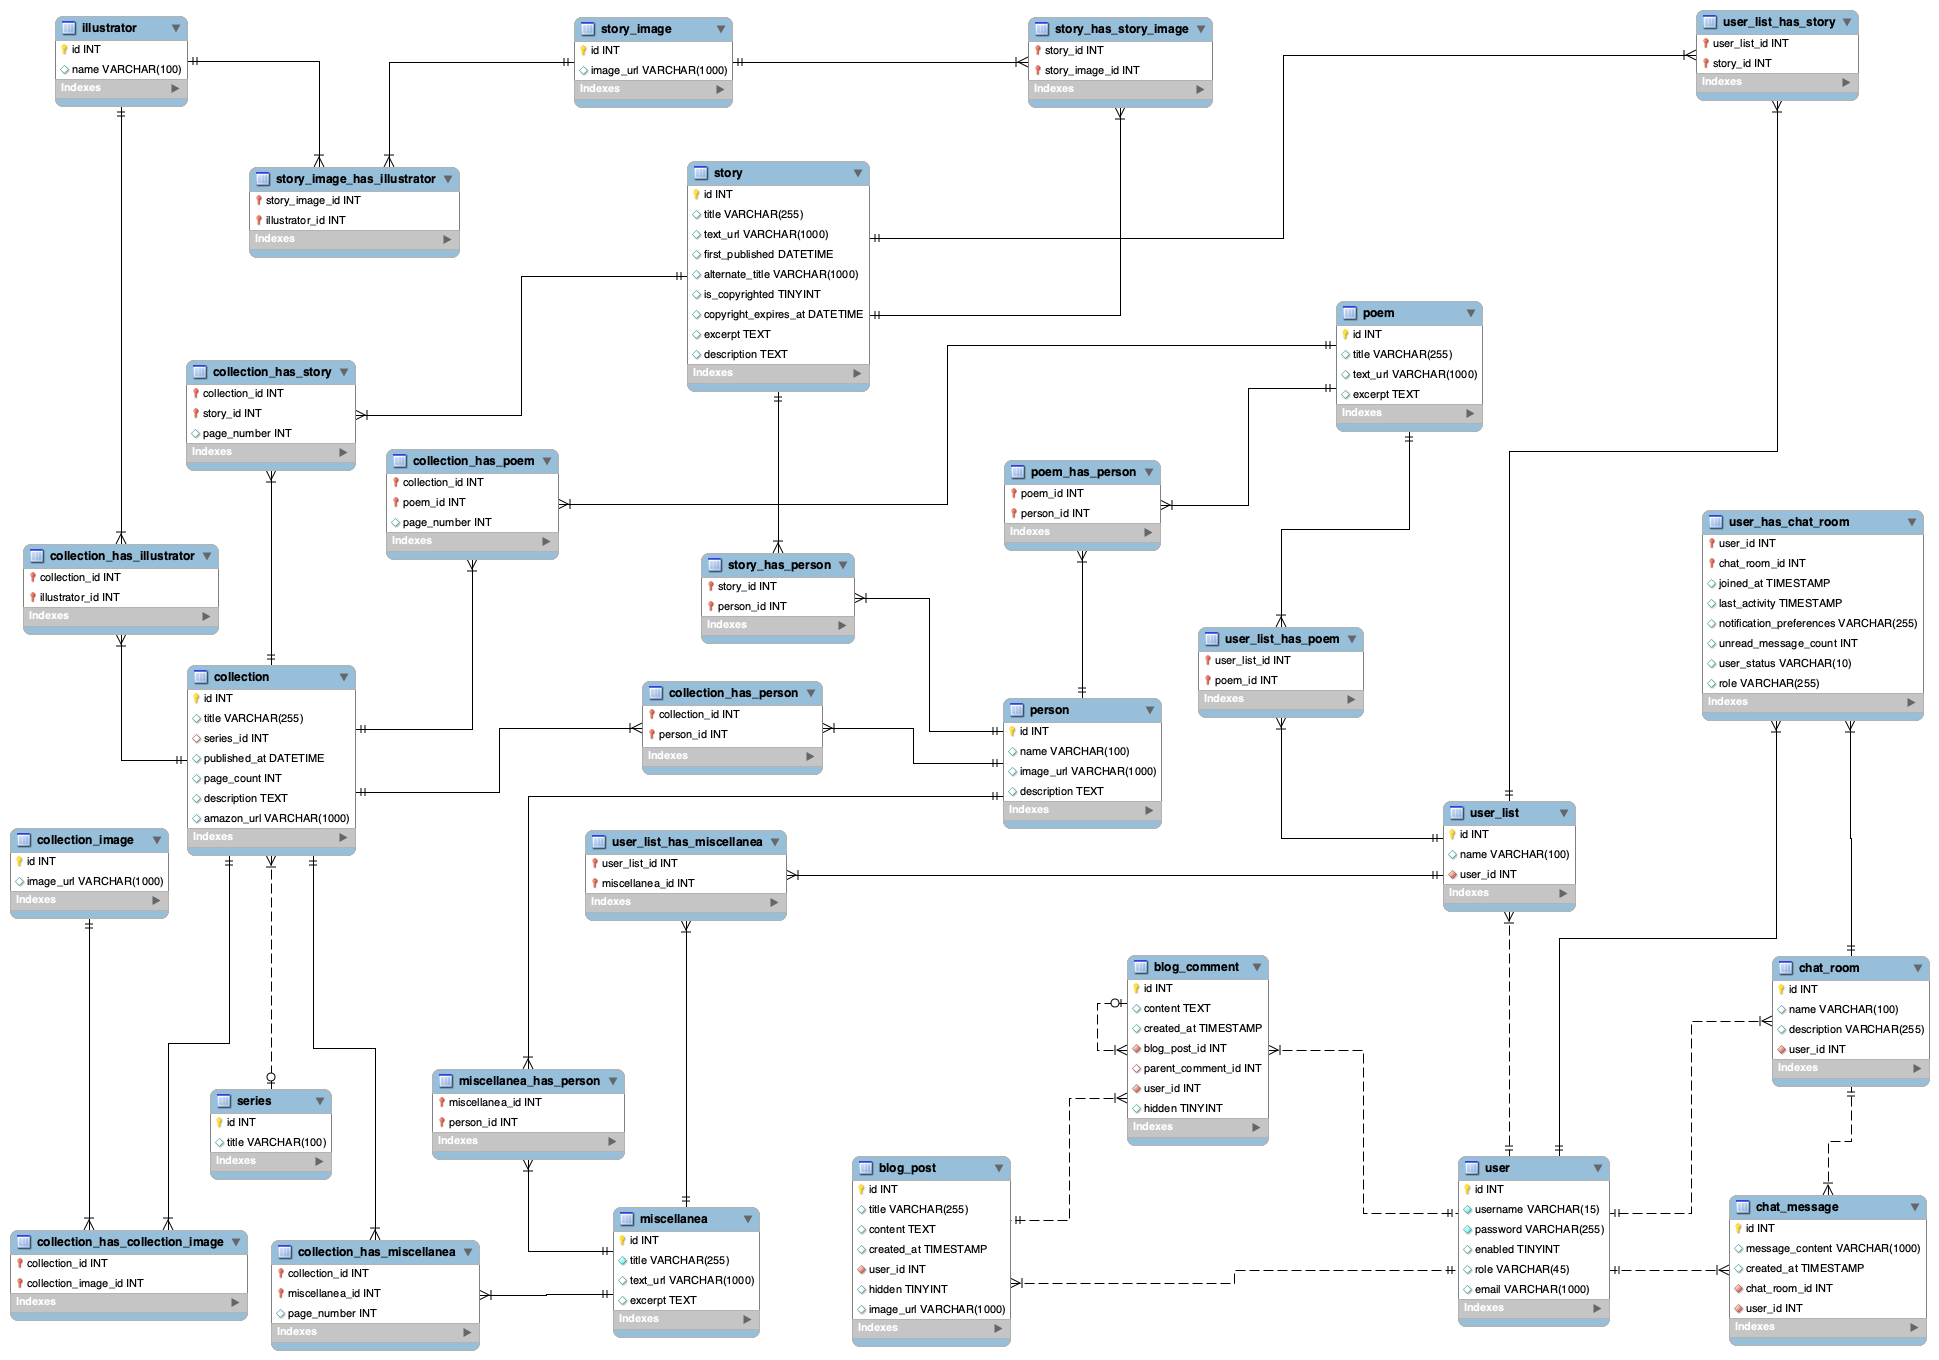 illustrator
id INT
name VARCHAR(100)
Indexes
story_image
id INT
image_url VARCHAR(1000)
Indexes
story_has_story_image
story_id INT
story_image_id INT
Indexes
user_list_has_story
user_list_id INT
story_id INT
Indexes
story_image_has_illustrator
story_image_id INT
illustrator_id INT
Indexes
story
id INT
title VARCHAR(255)
text_url VARCHAR(1000)
first_published DATETIME
alternate_title VARCHAR(1000)
is_copyrighted TINYINT
copyright_expires_at DATETIME
excerpt TEXT
description TEXT
Indexes
poem
id INT
title VARCHAR(255)
text_url VARCHAR(1000)
excerpt TEXT
Indexes
collection_has_story
collection_id INT
story_id INT
page_number INT
Indexes
collection_has_poem
collection_id INT
poem_id INT
page_number INT
Indexes
poem_has_person
poem_id INT
person_id INT
Indexes
user_has_chat_room
user_id INT
chat_room_id INT
joined_at TIMESTAMP
last_activity TIMESTAMP
notification_preferences VARCHAR(255)
unread_message_count INT
user_status VARCHAR(10)
role VARCHAR(255)
Indexes
collection_has_illustrator
collection_id INT
illustrator_id INT
Indexes
story_has_person
story_id INT
person_id INT
Indexes
user_list_has_poem
user_list_id INT
poem_id INT
Indexes
collection
id INT
title VARCHAR(255)
series_id INT
published_at DATETIME
page_count INT
description TEXT
amazon_url VARCHAR(1000)
Indexes
collection_has_person
collection_id INT
person_id INT
Indexes
person
id INT
name VARCHAR(100)
image_url VARCHAR(1000)
description TEXT
Indexes
user_list
id INT
name VARCHAR(100)
user_id INT
Indexes
collection_image
id INT
image_url VARCHAR(1000)
Indexes
user_list_has_miscellanea
user_list_id INT
miscellanea_id INT
Indexes
blog_comment
id INT
content TEXT
created_at TIMESTAMP
blog_post_id INT
parent_comment_id INT
user_id INT
hidden TINYINT
Indexes
chat_room
id INT
name VARCHAR(100)
description VARCHAR(255)
user_id INT
Indexes
series
id INT
title VARCHAR(100)
Indexes
miscellanea_has_person
miscellanea_id INT
person_id INT
Indexes
blog_post
id INT
title VARCHAR(255)
content TEXT
created_at TIMESTAMP
user_id INT
hidden TINYINT
image_url VARCHAR(1000)
Indexes
user
id INT
username VARCHAR(15)
password VARCHAR(255)
enabled TINYINT
role VARCHAR(45)
email VARCHAR(1000)
Indexes
chat_message
id INT
message_content VARCHAR(1000)
created_at TIMESTAMP
chat_room_id INT
user_id INT
Indexes
collection_has_collection_image
collection_id INT
collection_image_id INT
Indexes
collection_has_miscellanea
collection_id INT
miscellanea_id INT
page_number INT
Indexes
miscellanea
id INT
title VARCHAR(255)
text_url VARCHAR(1000)
excerpt TEXT
Indexes